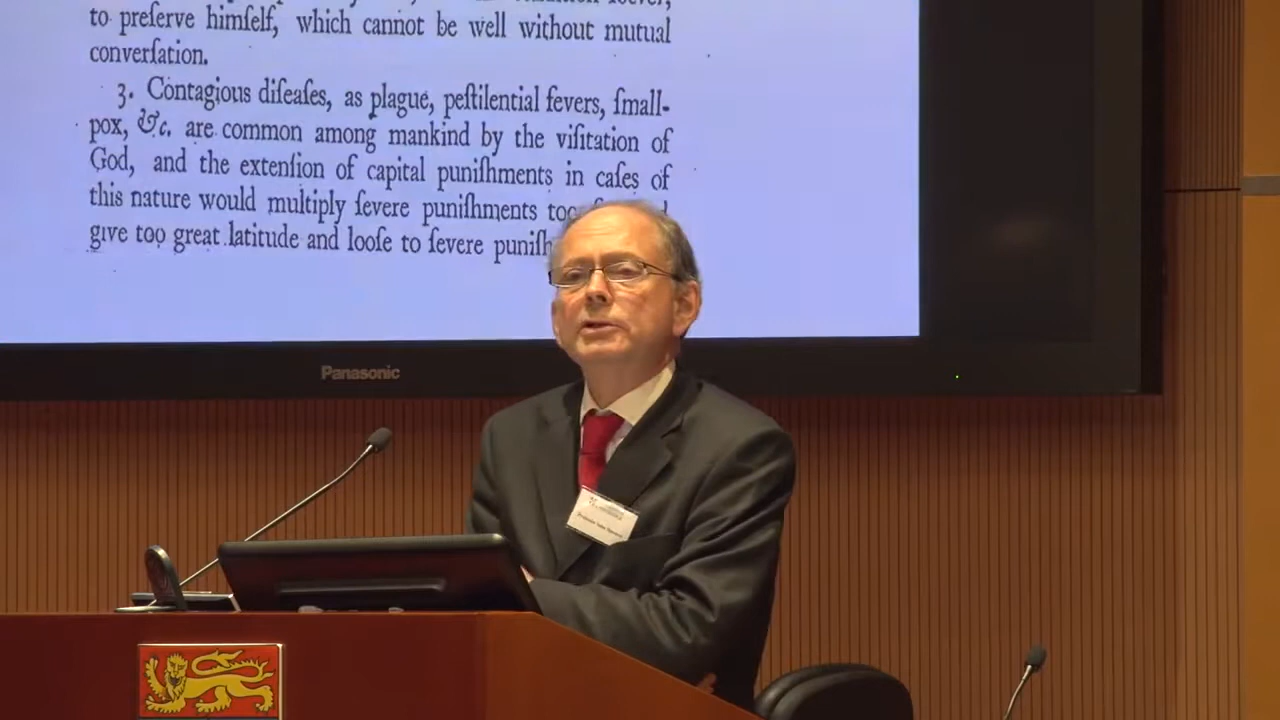 to preſerve himſelf, which cannot be well without mutual
converſation.
3. Contagious diſeaſes, as plague, peſtilential fevers, ſmall-
pox, &c. are common among mankind by the viſitation of
God, and the extenſion of capital puniſhments in caſes of
this nature would multiply ſevere puniſhments too
give too great latitude and looſe to ſevere puniſh
Panasonic